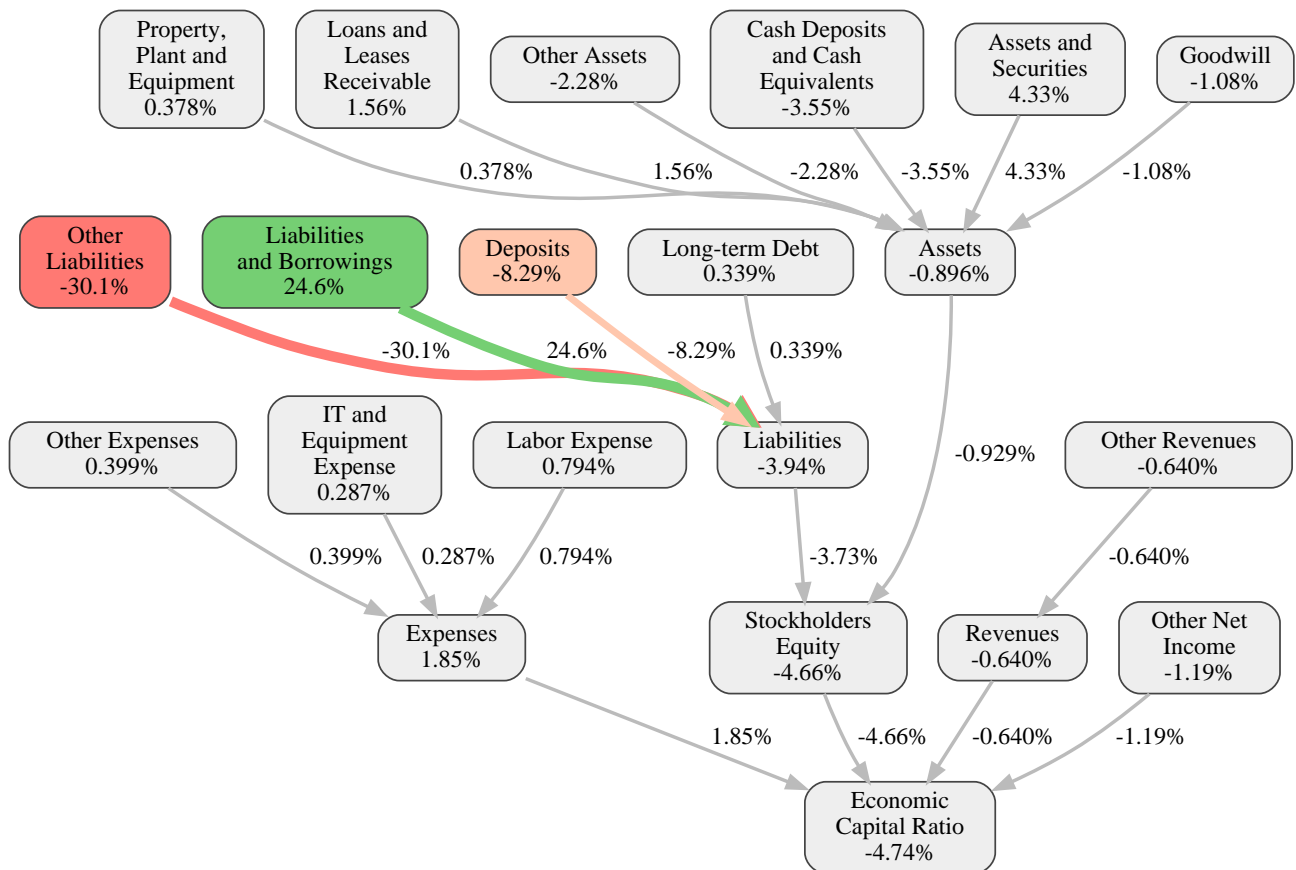 Property,
Plant and
Equipment
0.378%
Loans and
Leases
Receivable
1.56%
Other Assets
-2.28%
Cash Deposits
and Cash
Equivalents
-3.55%
Assets and
Securities
4.33%
Goodwill
-1.08%
0.378%
1.56%
-2.28%
-3.55%
4.33%
-1.08%
Other
Liabilities
-30.1%
Liabilities
and Borrowings
24.6%
Deposits
-8.29%
Long-term Debt
0.339%
Assets
-0.896%
-30.1%
24.6%
-8.29%
0.339%
Other Expenses
0.399%
IT and
Equipment
Expense
0.287%
Labor Expense
0.794%
Liabilities
-3.94%
-0.929%
Other Revenues
-0.640%
0.399%
0.287%
0.794%
-3.73%
-0.640%
Expenses
1.85%
Stockholders
Equity
-4.66%
Revenues
-0.640%
Other Net
Income
-1.19%
1.85%
-4.66%
-0.640%
-1.19%
Economic
Capital Ratio
-4.74%